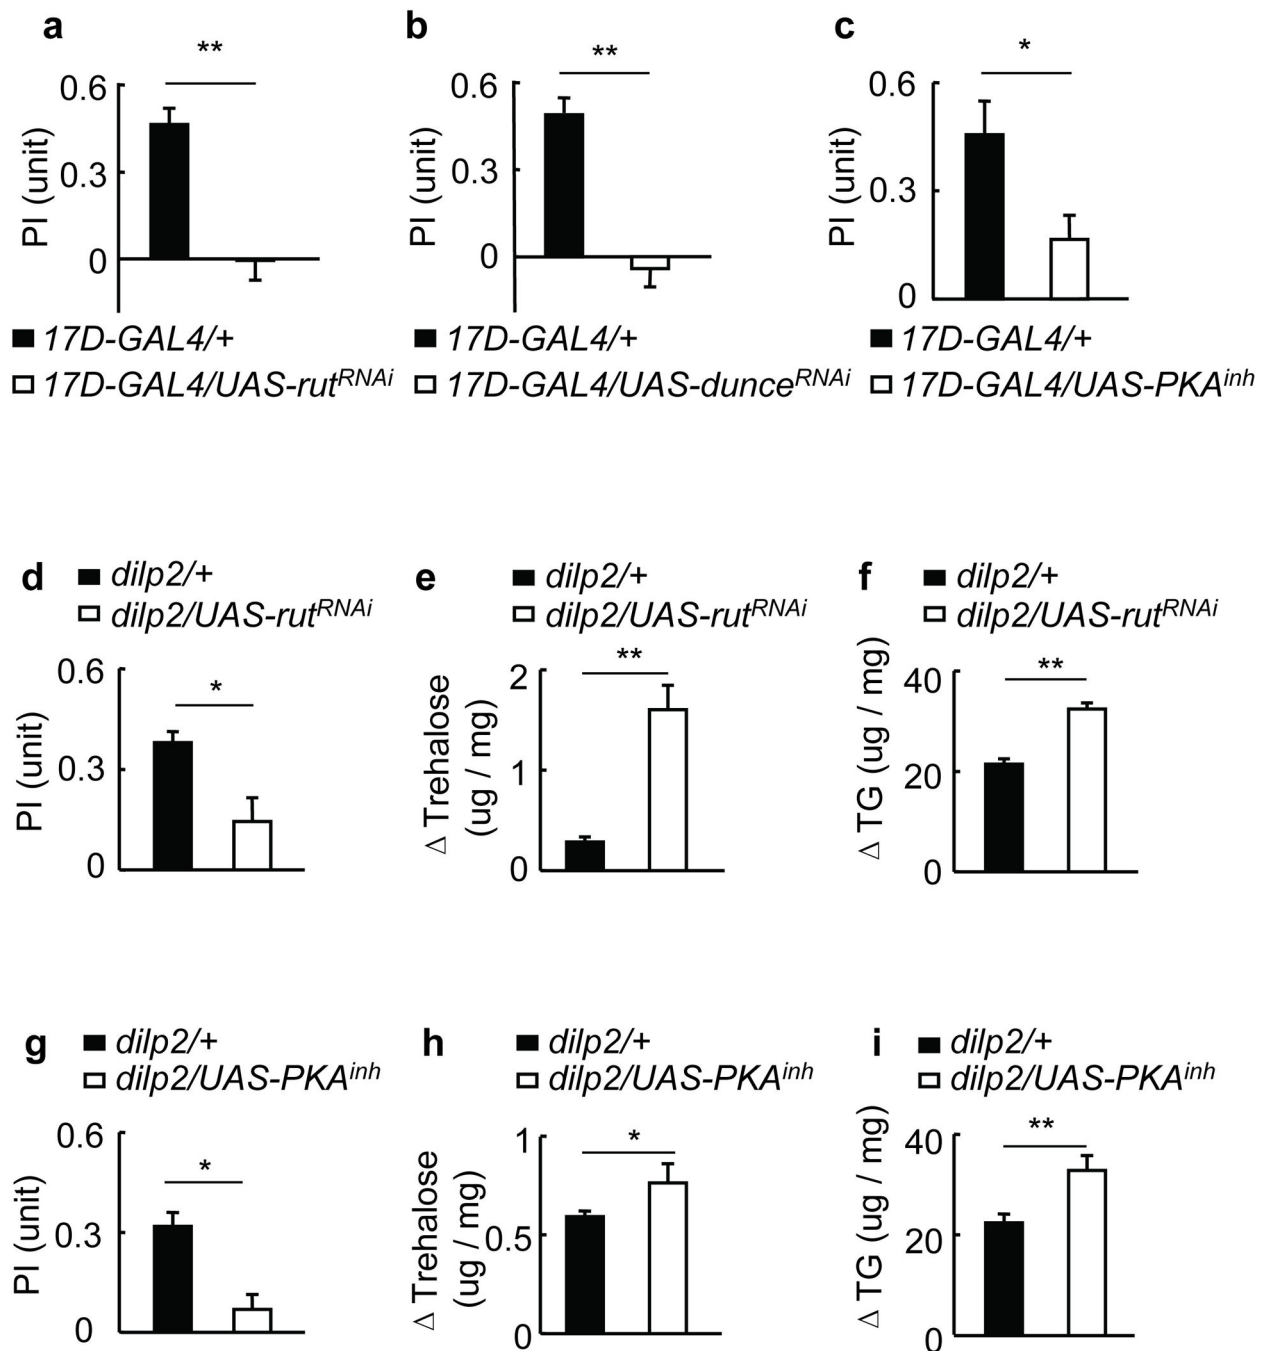 a
**
0.6
0.3
0
PI (unit)
17D-GAL4/+
17D-GAL4/UAS-rutRNAi
b
**
0.6
0.3
0
PI (unit)
17D-GAL4/+
17D-GAL4/UAS-dunceRNAi
c
*
0.6
0.3
0
PI (unit)
17D-GAL4/+
17D-GAL4/UAS-PKAinh
d
dilp2/+
dilp2/UAS-rutRNAi
*
0.6
0.3
0
PI (unit)
e
dilp2/+
dilp2/UAS-rutRNAi
**
2
1
0
Δ Trehalose
(ug / mg)
f
dilp2/+
dilp2/UAS-rutRNAi
**
40
20
0
Δ TG (ug / mg)
g
dilp2/+
dilp2/UAS-PKAinh
*
0.6
0.3
0
PI (unit)
h
dilp2/+
dilp2/UAS-PKAinh
*
1
0.5
0
Δ Trehalose
(ug / mg)
i
dilp2/+
dilp2/UAS-PKAinh
**
40
20
0
Δ TG (ug / mg)